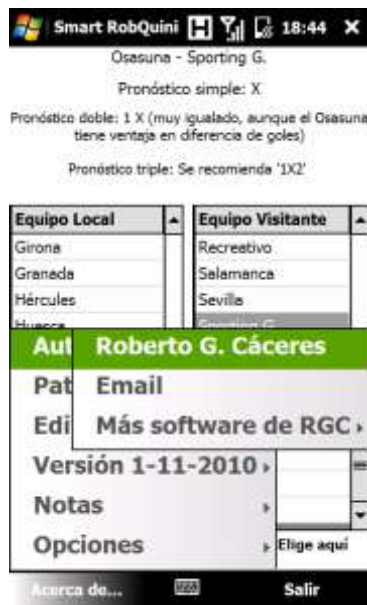 Smart RobQuini H 18:44 X
Osasuna - Sporting G.
Pronóstico simple: X
Pronóstico doble: 1 X (muy igualado, aunque el Osasuna
tiene ventaja en diferencia de goles)
Pronóstico triple: Se recomienda '1X2'
Equipo Local
Equipo Visitante
Girona
Recreativo
Granada
Salamanca
Hércules
Sevilla
Huesca
Sporting G.
Aut
Roberto G. Cáceres
Pat
Email
Edi
Más software de RGC
Versión 1-11-2010
Notas
Opciones
Elige aquí
Acerca de...
Salir